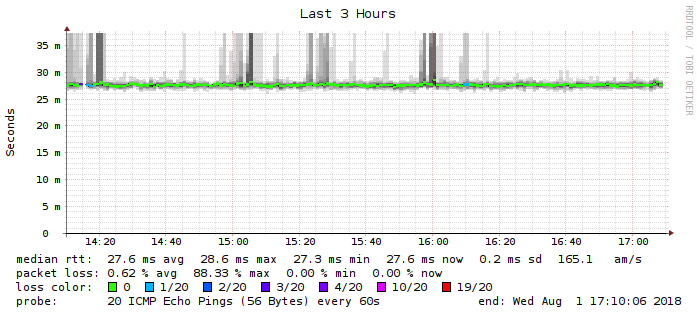 Last 3 Hours
RRDTOOL / TOBI OETIKER
Seconds
35 m
30 m
25 m
20 m
15 m
10 m
5 m
0
14:20 14:40 15:00 15:20 15:40 16:00 16:20 16:40 17:00
median rtt: 27.6 ms avg 28.6 ms max 27.3 ms min 27.6 ms now 0.2 ms sd 165.1 am/s
packet loss: 0.62 % avg 88.33 % max 0.00 % min 0.00 % now
loss color: 0 1/20 2/20 3/20 4/20 10/20 19/20
probe: 20 ICMP Echo Pings (56 Bytes) every 60s end: Wed Aug 1 17:10:06 2018